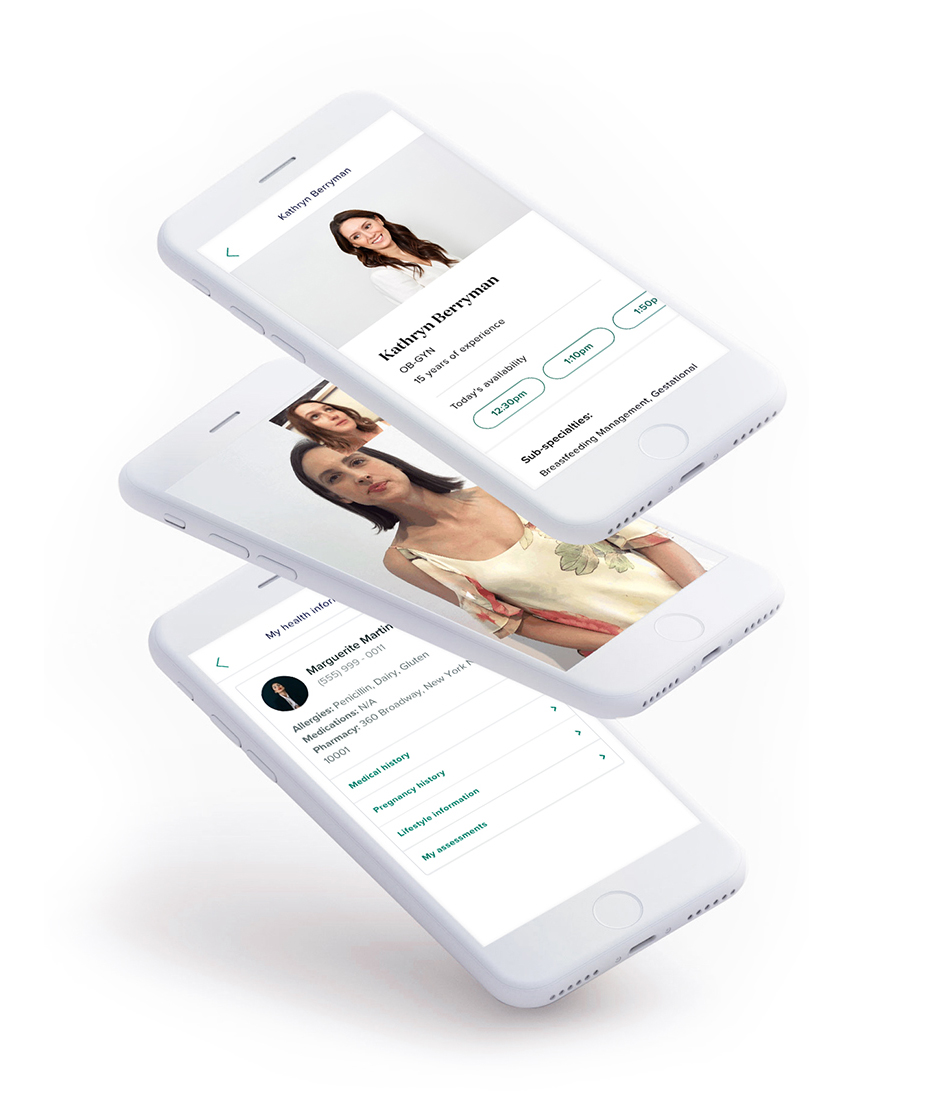 Kathryn Berryman
Kathryn Berryman
OB-GYN
15 years of experience
Today's availability
12:30pm
1:10pm
1:50p
Sub-specialties:
Breastfeeding Management, Gestational
My health infor
Marguerite Martin
(555) 999 - 0011
Allergies: Penicillin, Dairy, Gluten
Medications: N/A
Pharmacy: 360 Broadway, New York N
10001
Medical history
Pregnancy history
Lifestyle information
My assessments